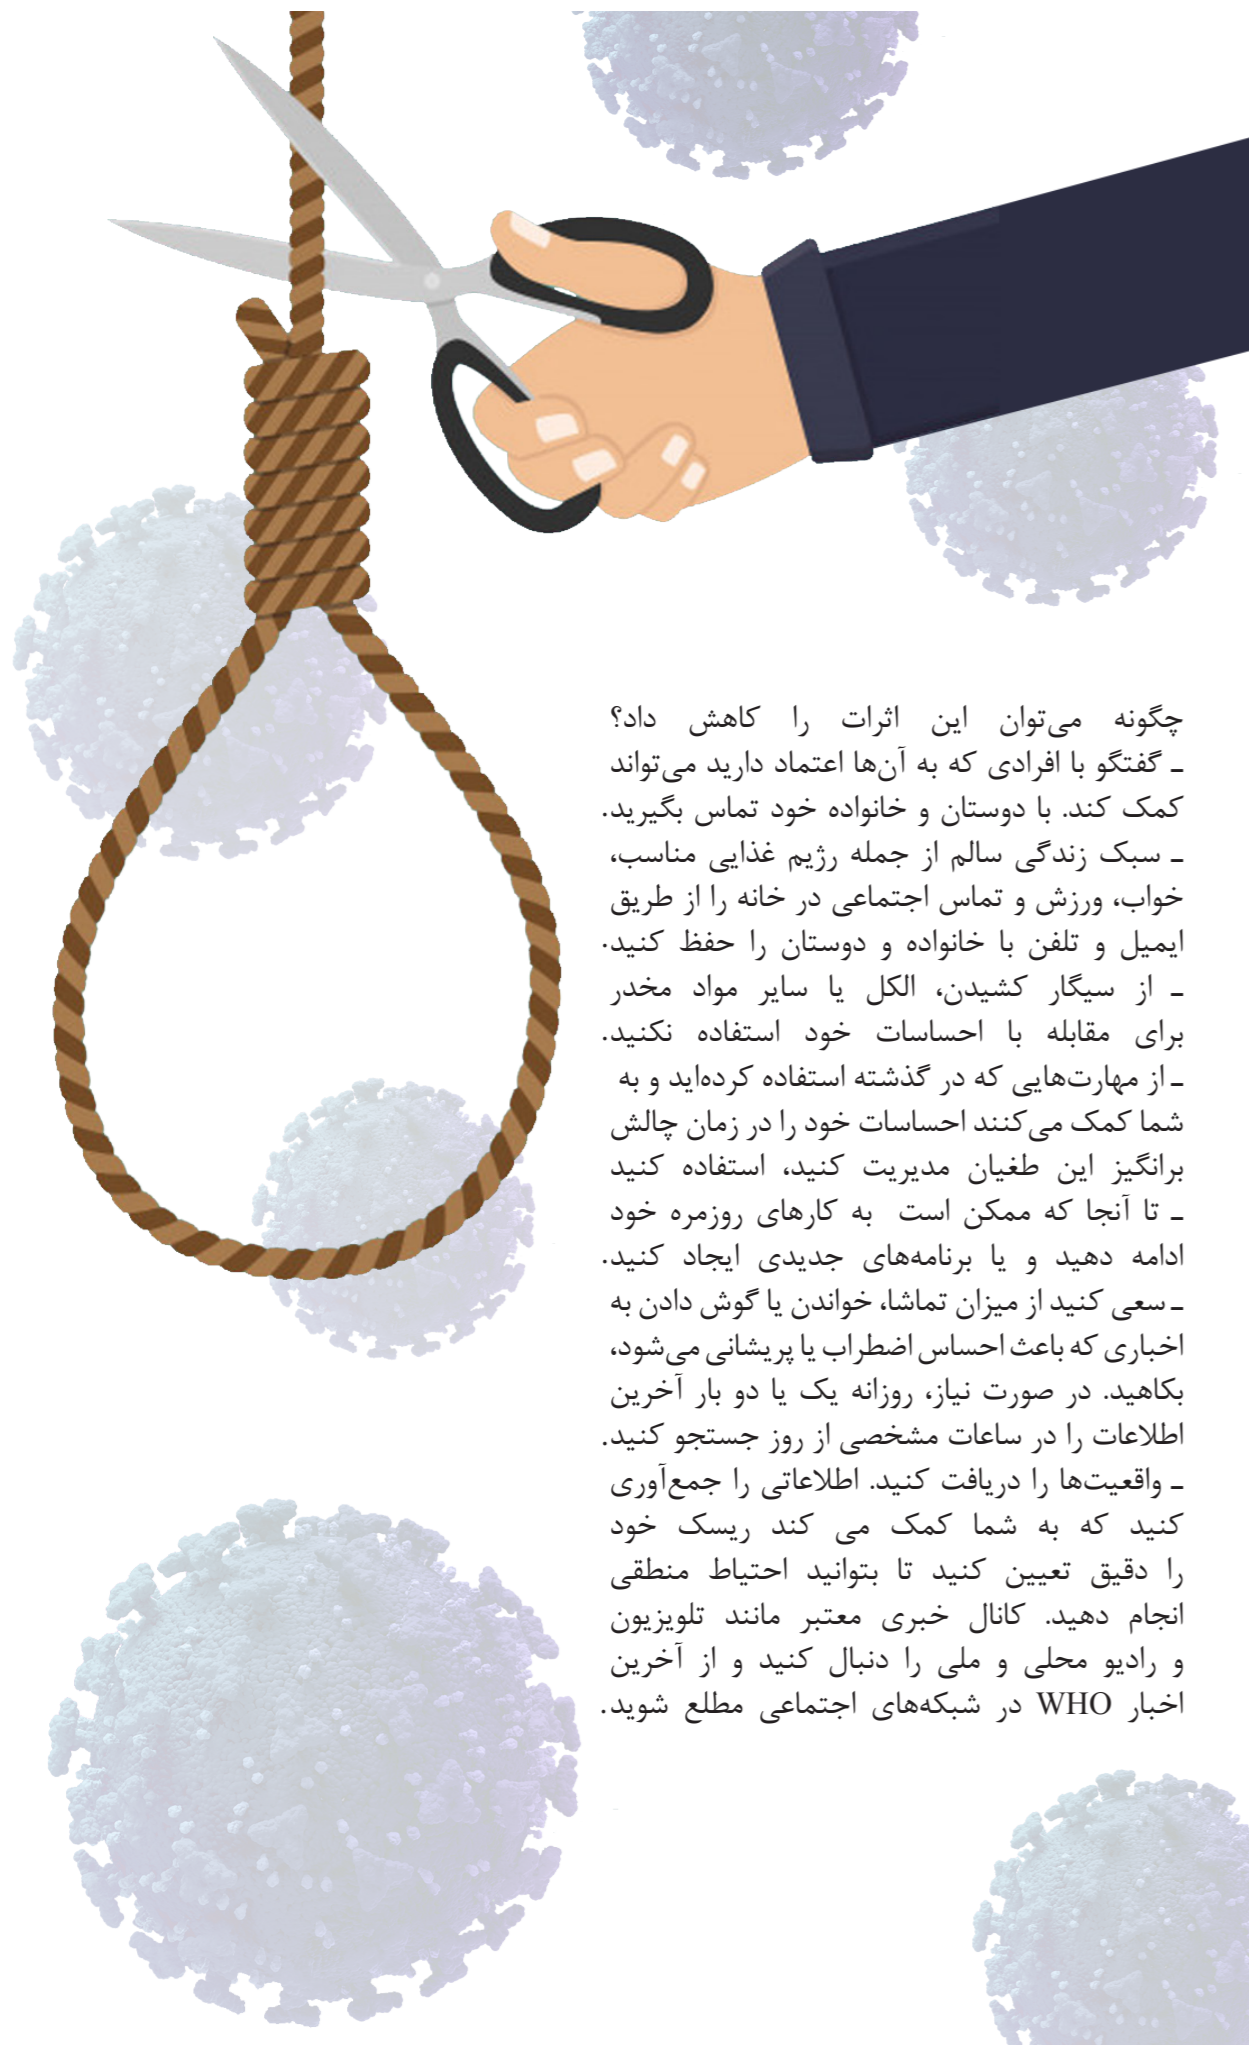 چگونه می‌توان این اثرات را کاهش داد؟
ـ گفتگو با افرادی که به آن‌ها اعتماد دارید می‌تواند
کمک کند. با دوستان و خانواده خود تماس بگیرید.
ـ سبک زندگی سالم از جمله رژیم غذایی مناسب،
خواب، ورزش و تماس اجتماعی در خانه را از طریق
ایمیل و تلفن با خانواده و دوستان را حفظ کنید.
ـ از سیگار کشیدن، الکل یا سایر مواد مخدر
برای مقابله با احساسات خود استفاده نکنید.
ـ از مهارت‌هایی که در گذشته استفاده کرده‌اید و به
شما کمک می‌کنند احساسات خود را در زمان چالش
برانگیز این طغیان مدیریت کنید، استفاده کنید
ـ تا آنجا که ممکن است به کارهای روزمره خود
ادامه دهید و یا برنامه‌های جدیدی ایجاد کنید.
ـ سعی کنید از میزان تماشا، خواندن یا گوش دادن به
اخباری که باعث احساس اضطراب یا پریشانی می‌شود،
بکاهید. در صورت نیاز، روزانه یک یا دو بار آخرین
اطلاعات را در ساعات مشخصی از روز جستجو کنید.
ـ واقعیت‌ها را دریافت کنید. اطلاعاتی را جمع‌آوری
کنید که به شما کمک می کند ریسک خود
را دقیق تعیین کنید تا بتوانید احتیاط منطقی
انجام دهید. کانال خبری معتبر مانند تلویزیون
و رادیو محلی و ملی را دنبال کنید و از آخرین
اخبار WHO در شبکه‌های اجتماعی مطلع شوید.